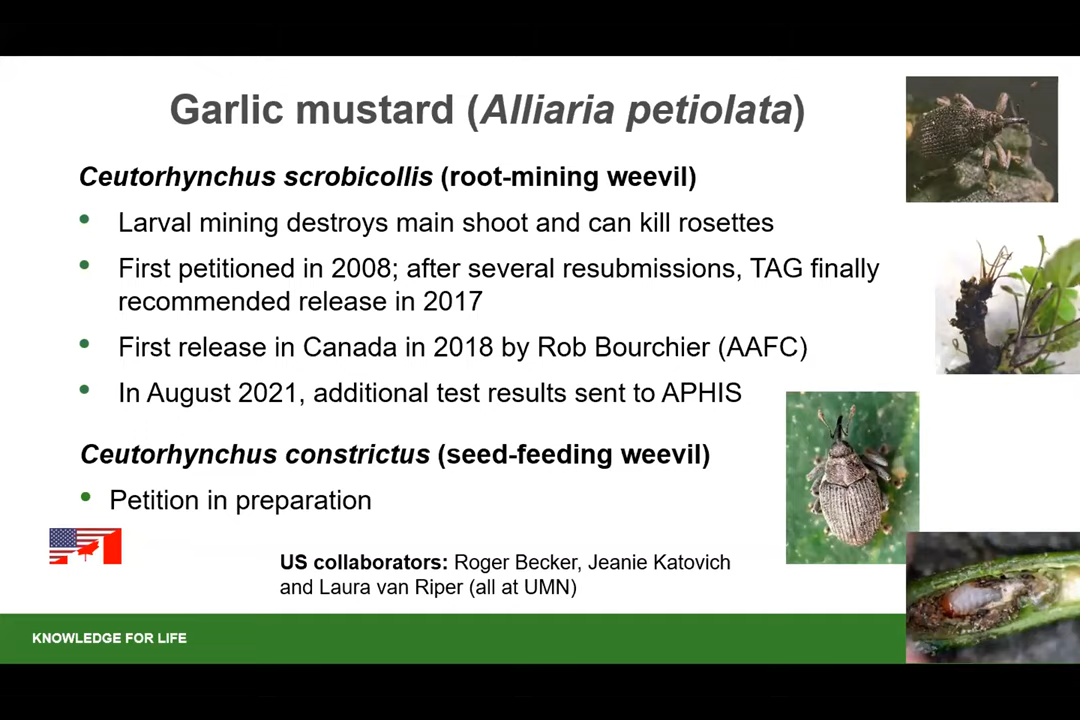 Garlic mustard (Alliaria petiolata)
Ceutorhynchus scrobicollis (root-mining weevil)
• Larval mining destroys main shoot and can kill rosettes
• First petitioned in 2008; after several resubmissions, TAG finally
recommended release in 2017
• First release in Canada in 2018 by Rob Bourchier (AAFC)
• In August 2021, additional test results sent to APHIS
Ceutorhynchus constrictus (seed-feeding weevil)
• Petition in preparation
US collaborators: Roger Becker, Jeanie Katovich
and Laura van Riper (all at UMN)
KNOWLEDGE FOR LIFE